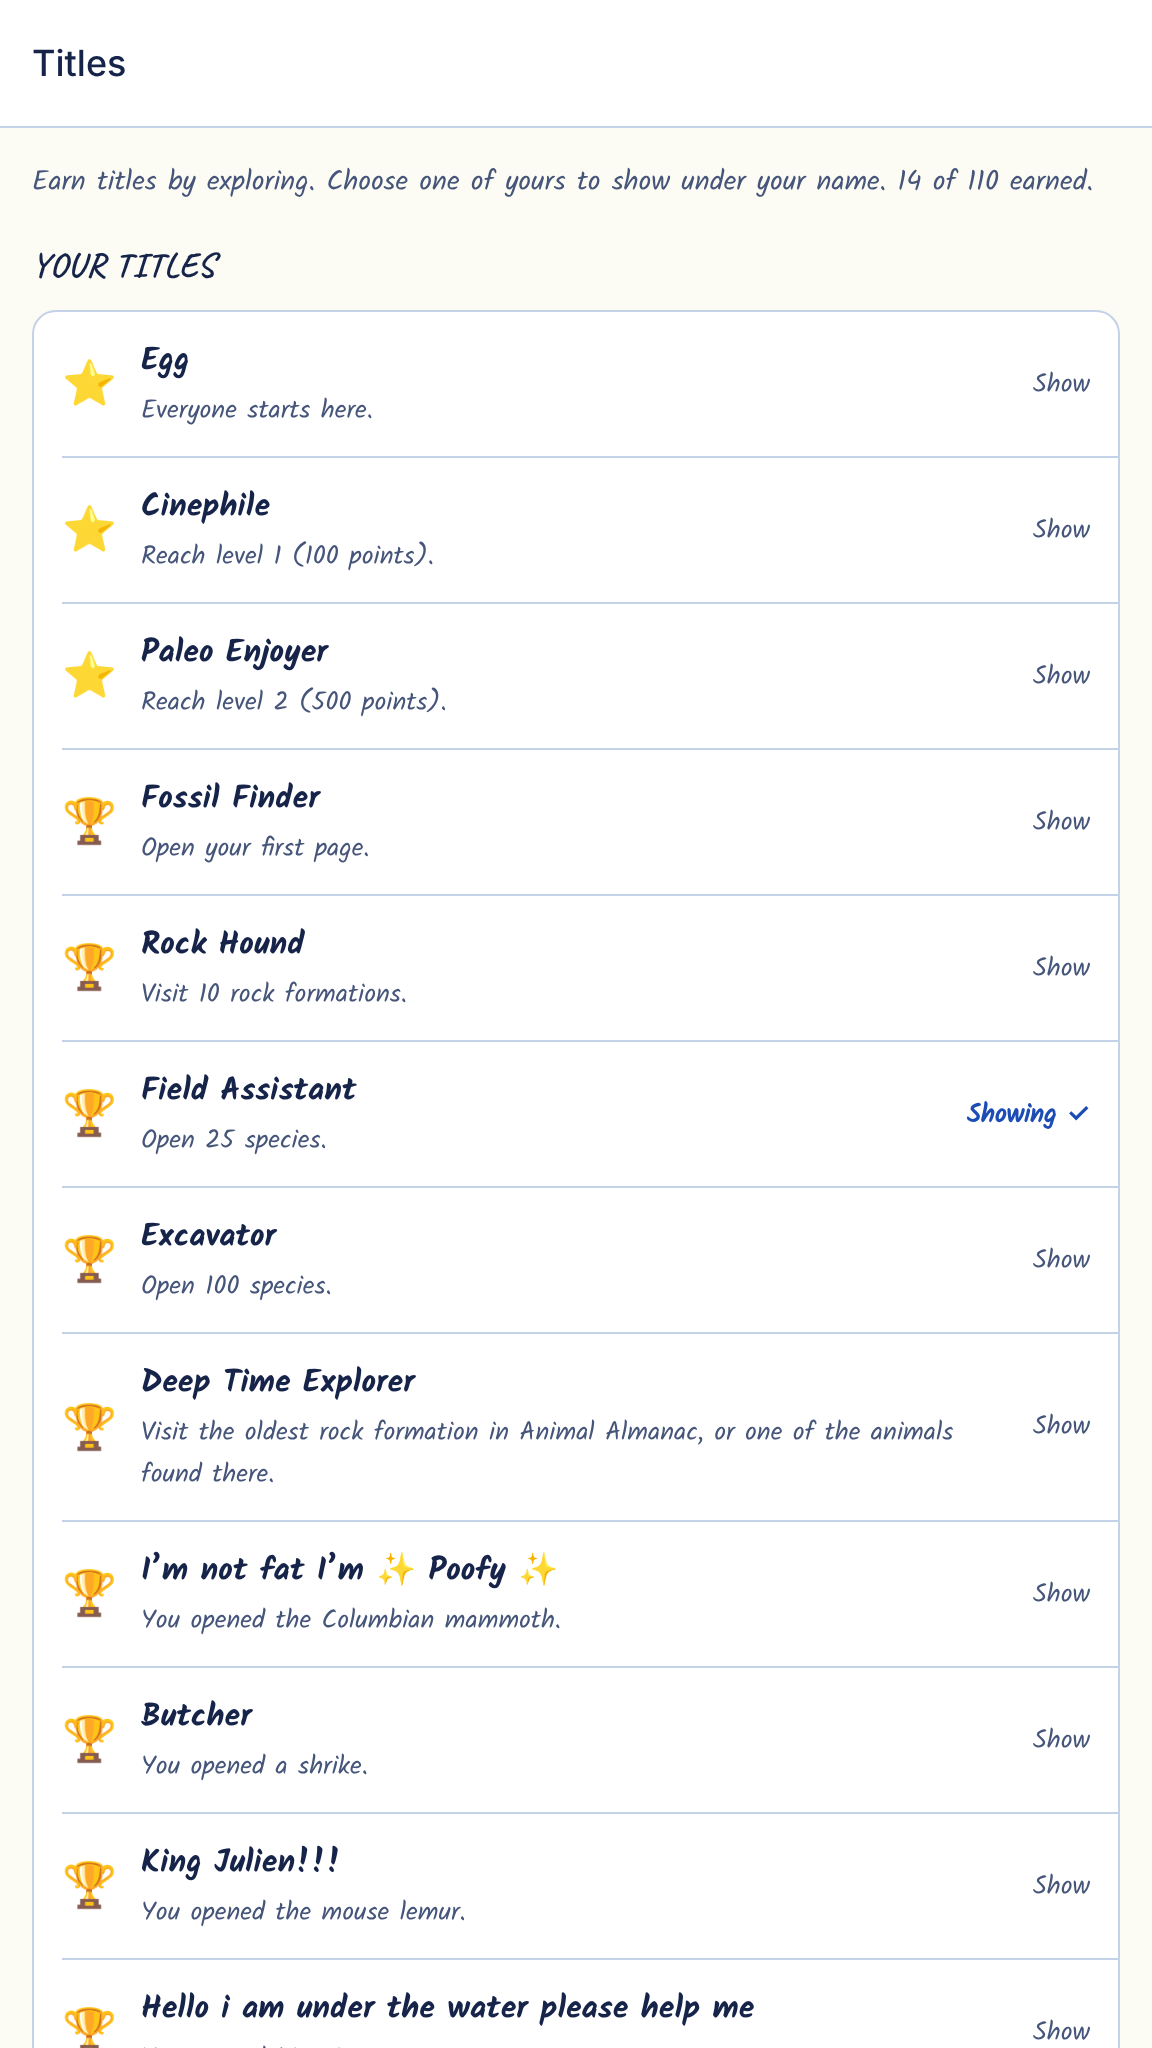 Titles
Earn titles by exploring. Choose one of yours to show under your name. 14 of 110 earned.
YOUR TITLES
Egg
Everyone starts here.
Show
Cinephile
Reach level 1 (100 points).
Show
Paleo Enjoyer
Reach level 2 (500 points).
Show
Fossil Finder
Open your first page.
Show
Rock Hound
Visit 10 rock formations.
Show
Field Assistant
Open 25 species.
Showing ✓
Excavator
Open 100 species.
Show
Deep Time Explorer
Visit the oldest rock formation in Animal Almanac, or one of the animals
found there.
Show
I'm not fat I'm ✨ Poofy ✨
You opened the Columbian mammoth.
Show
Butcher
You opened a shrike.
Show
King Julien!!!
You opened the mouse lemur.
Show
Hello i am under the water please help me
Show